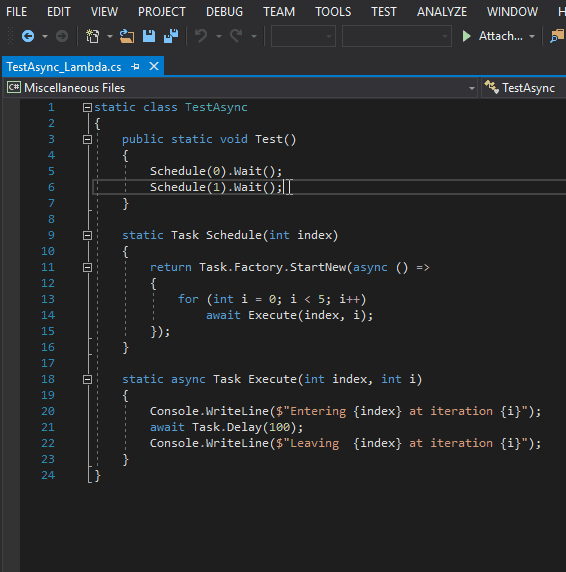 FILE EDIT VIEW PROJECT DEBUG TEAM TOOLS TEST ANALYZE WINDOW
Attach...
TestAsync_Lambda.cs
C# Miscellaneous Files TestAsync
1 static class TestAsync
2 {
3 public static void Test()
4 {
5 Schedule(0).Wait();
6 Schedule(1).Wait();
7 }
8
9 static Task Schedule(int index)
10 {
11 return Task.Factory.StartNew(async () =>
12 {
13 for (int i = 0; i < 5; i++)
14 await Execute(index, i);
15 });
16 }
17
18 static async Task Execute(int index, int i)
19 {
20 Console.WriteLine($"Entering {index} at iteration {i}");
21 await Task.Delay(100);
22 Console.WriteLine($"Leaving  {index} at iteration {i}");
23 }
24 }